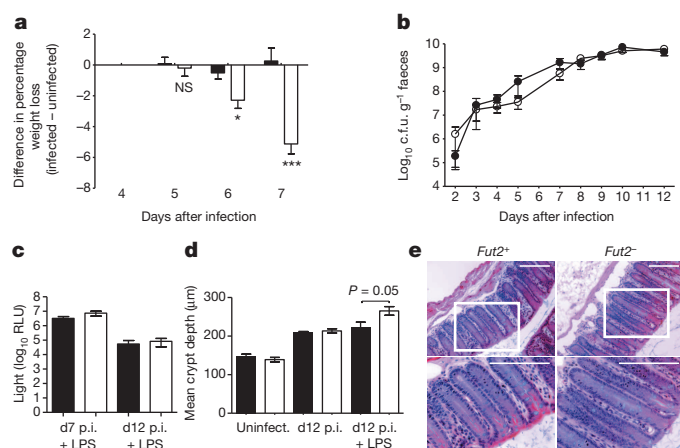 a
Difference in percentage
weight loss
(infected – uninfected)
2
0
−2
−4
−6
−8
NS
*
***
4 5 6 7
Days after infection
b
Log10 c.f.u. g−1 faeces
10
9
8
7
6
5
4
2 3 4 5 6 7 8 9 10 11 12
Days after infection
c
Light (log10 RLU)
10
9
8
7
6
5
4
3
2
1
0
d7 p.i. d12 p.i.
+ LPS + LPS
d
Mean crypt depth (μm)
400
300
200
100
0
P = 0.05
Uninfect. d12 p.i. d12 p.i.
+ LPS
e
Fut2+ Fut2−